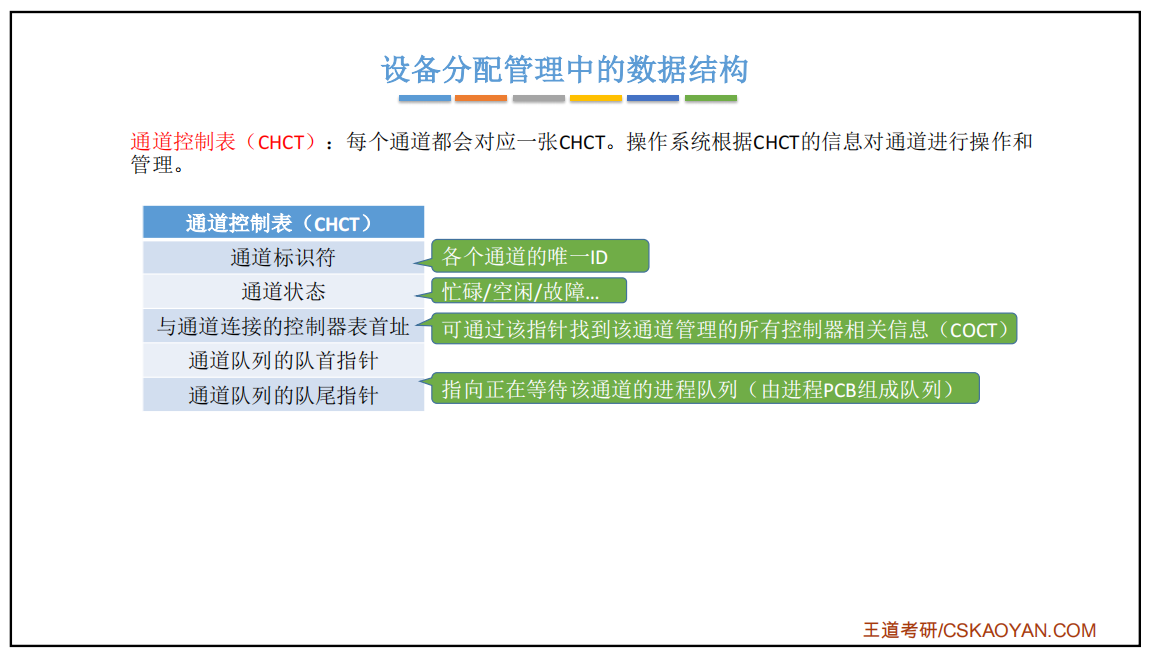 设备分配管理中的数据结构
通道控制表（CHCT）：每个通道都会对应一张CHCT。操作系统根据CHCT的信息对通道进行操作和
管理。
通道控制表（CHCT）
通道标识符
各个通道的唯一ID
通道状态
忙碌/空闲/故障...
与通道连接的控制器表首址
可通过该指针找到该通道管理的所有控制器相关信息（COCT）
通道队列的队首指针
通道队列的队尾指针
指向正在等待该通道的进程队列（由进程PCB组成队列）
王道考研/CSKAOYAN.COM